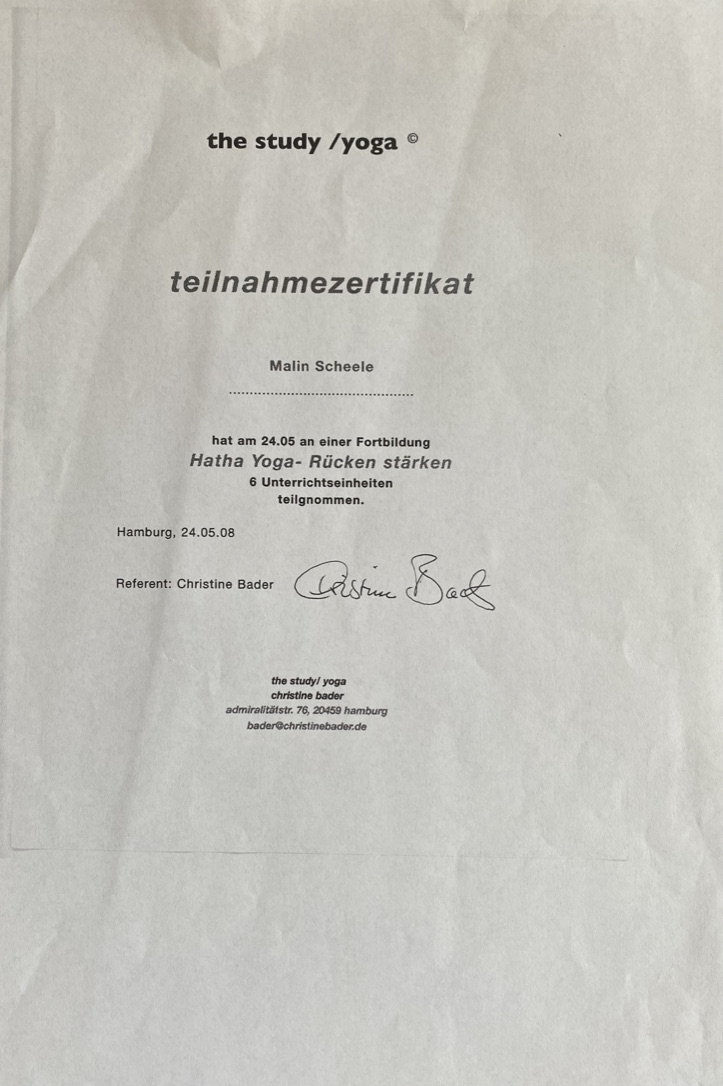 the study /yoga ©
teilnahmezertifikat
Malin Scheele
hat am 24.05 an einer Fortbildung
Hatha Yoga- Rücken stärken
6 Unterrichtseinheiten
teilgnommen.
Hamburg, 24.05.08
Referent: Christine Bader Christine Bader
the study/ yoga
christine bader
admiralitätstr. 76, 20459 hamburg
bader@christinebader.de